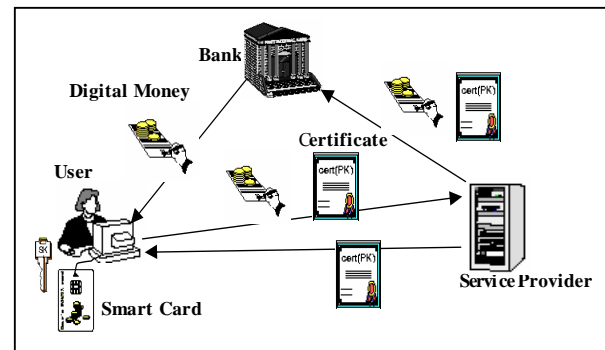 Bank
Digital Money
cert(PK)
Certificate
User
cert(PK)
SK
cert(PK)
Service Provider
Smart Card